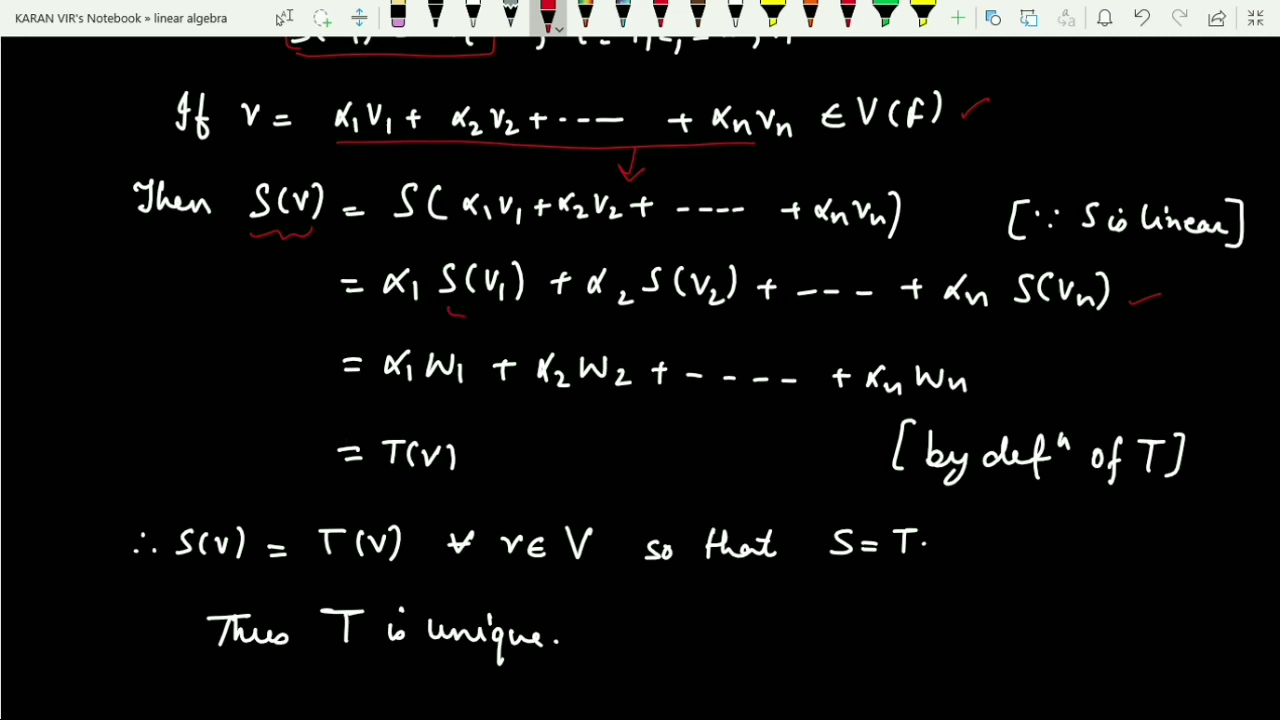 KARAN VIR's Notebook » linear algebra
If v = α₁v₁ + α₂v₂ + ---- + αₙvₙ ∈ V(F)
Then S(v) = S(α₁v₁ + α₂v₂ + ---- + αₙvₙ) [∵ S is linear]
= α₁ S(v₁) + α₂ S(v₂) + --- + αₙ S(vₙ)
= α₁W₁ + α₂W₂ + ---- + αₙWₙ
= T(v) [by defⁿ of T]
∴ S(v) = T(v) ∀ v ∈ V so that S = T.
Thus T is unique.